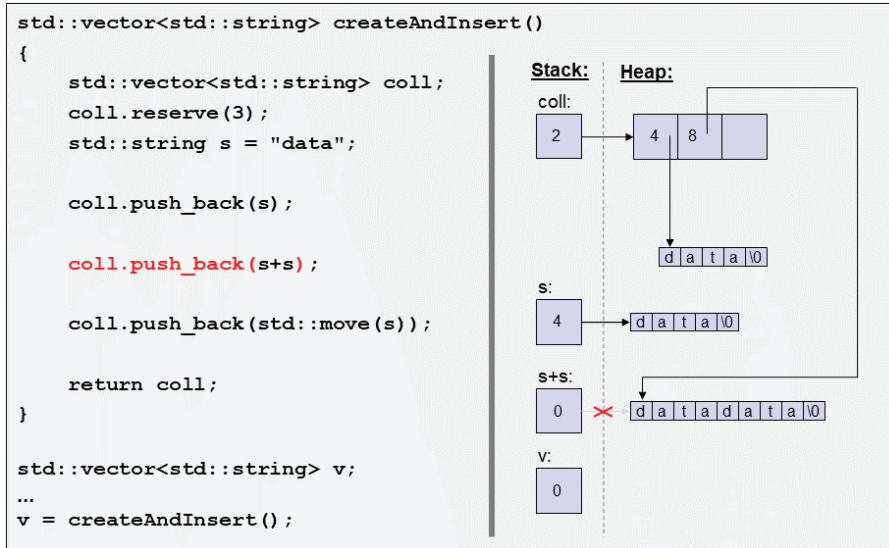 std::vector<std::string> createAndInsert()
{
std::vector<std::string> coll;
coll.reserve(3);
std::string s = "data";
coll.push_back(s);
coll.push_back(s+s);
coll.push_back(std::move(s));
return coll;
}
std::vector<std::string> v;
...
v = createAndInsert();
Stack: Heap:
coll:
2 4 8
d a t a \0
s:
4 d a t a \0
s+s:
0 d a t a d a t a \0
v:
0